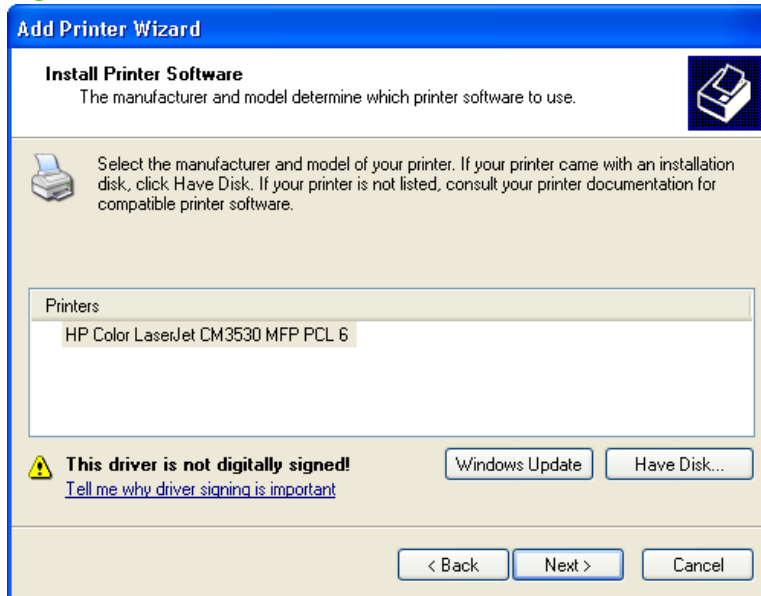 Add Printer Wizard
Install Printer Software
The manufacturer and model determine which printer software to use.
Select the manufacturer and model of your printer. If your printer came with an installation
disk, click Have Disk. If your printer is not listed, consult your printer documentation for
compatible printer software.
Printers
HP Color LaserJet CM3530 MFP PCL 6
This driver is not digitally signed!
Tell me why driver signing is important
Windows Update
Have Disk...
< Back
Next >
Cancel